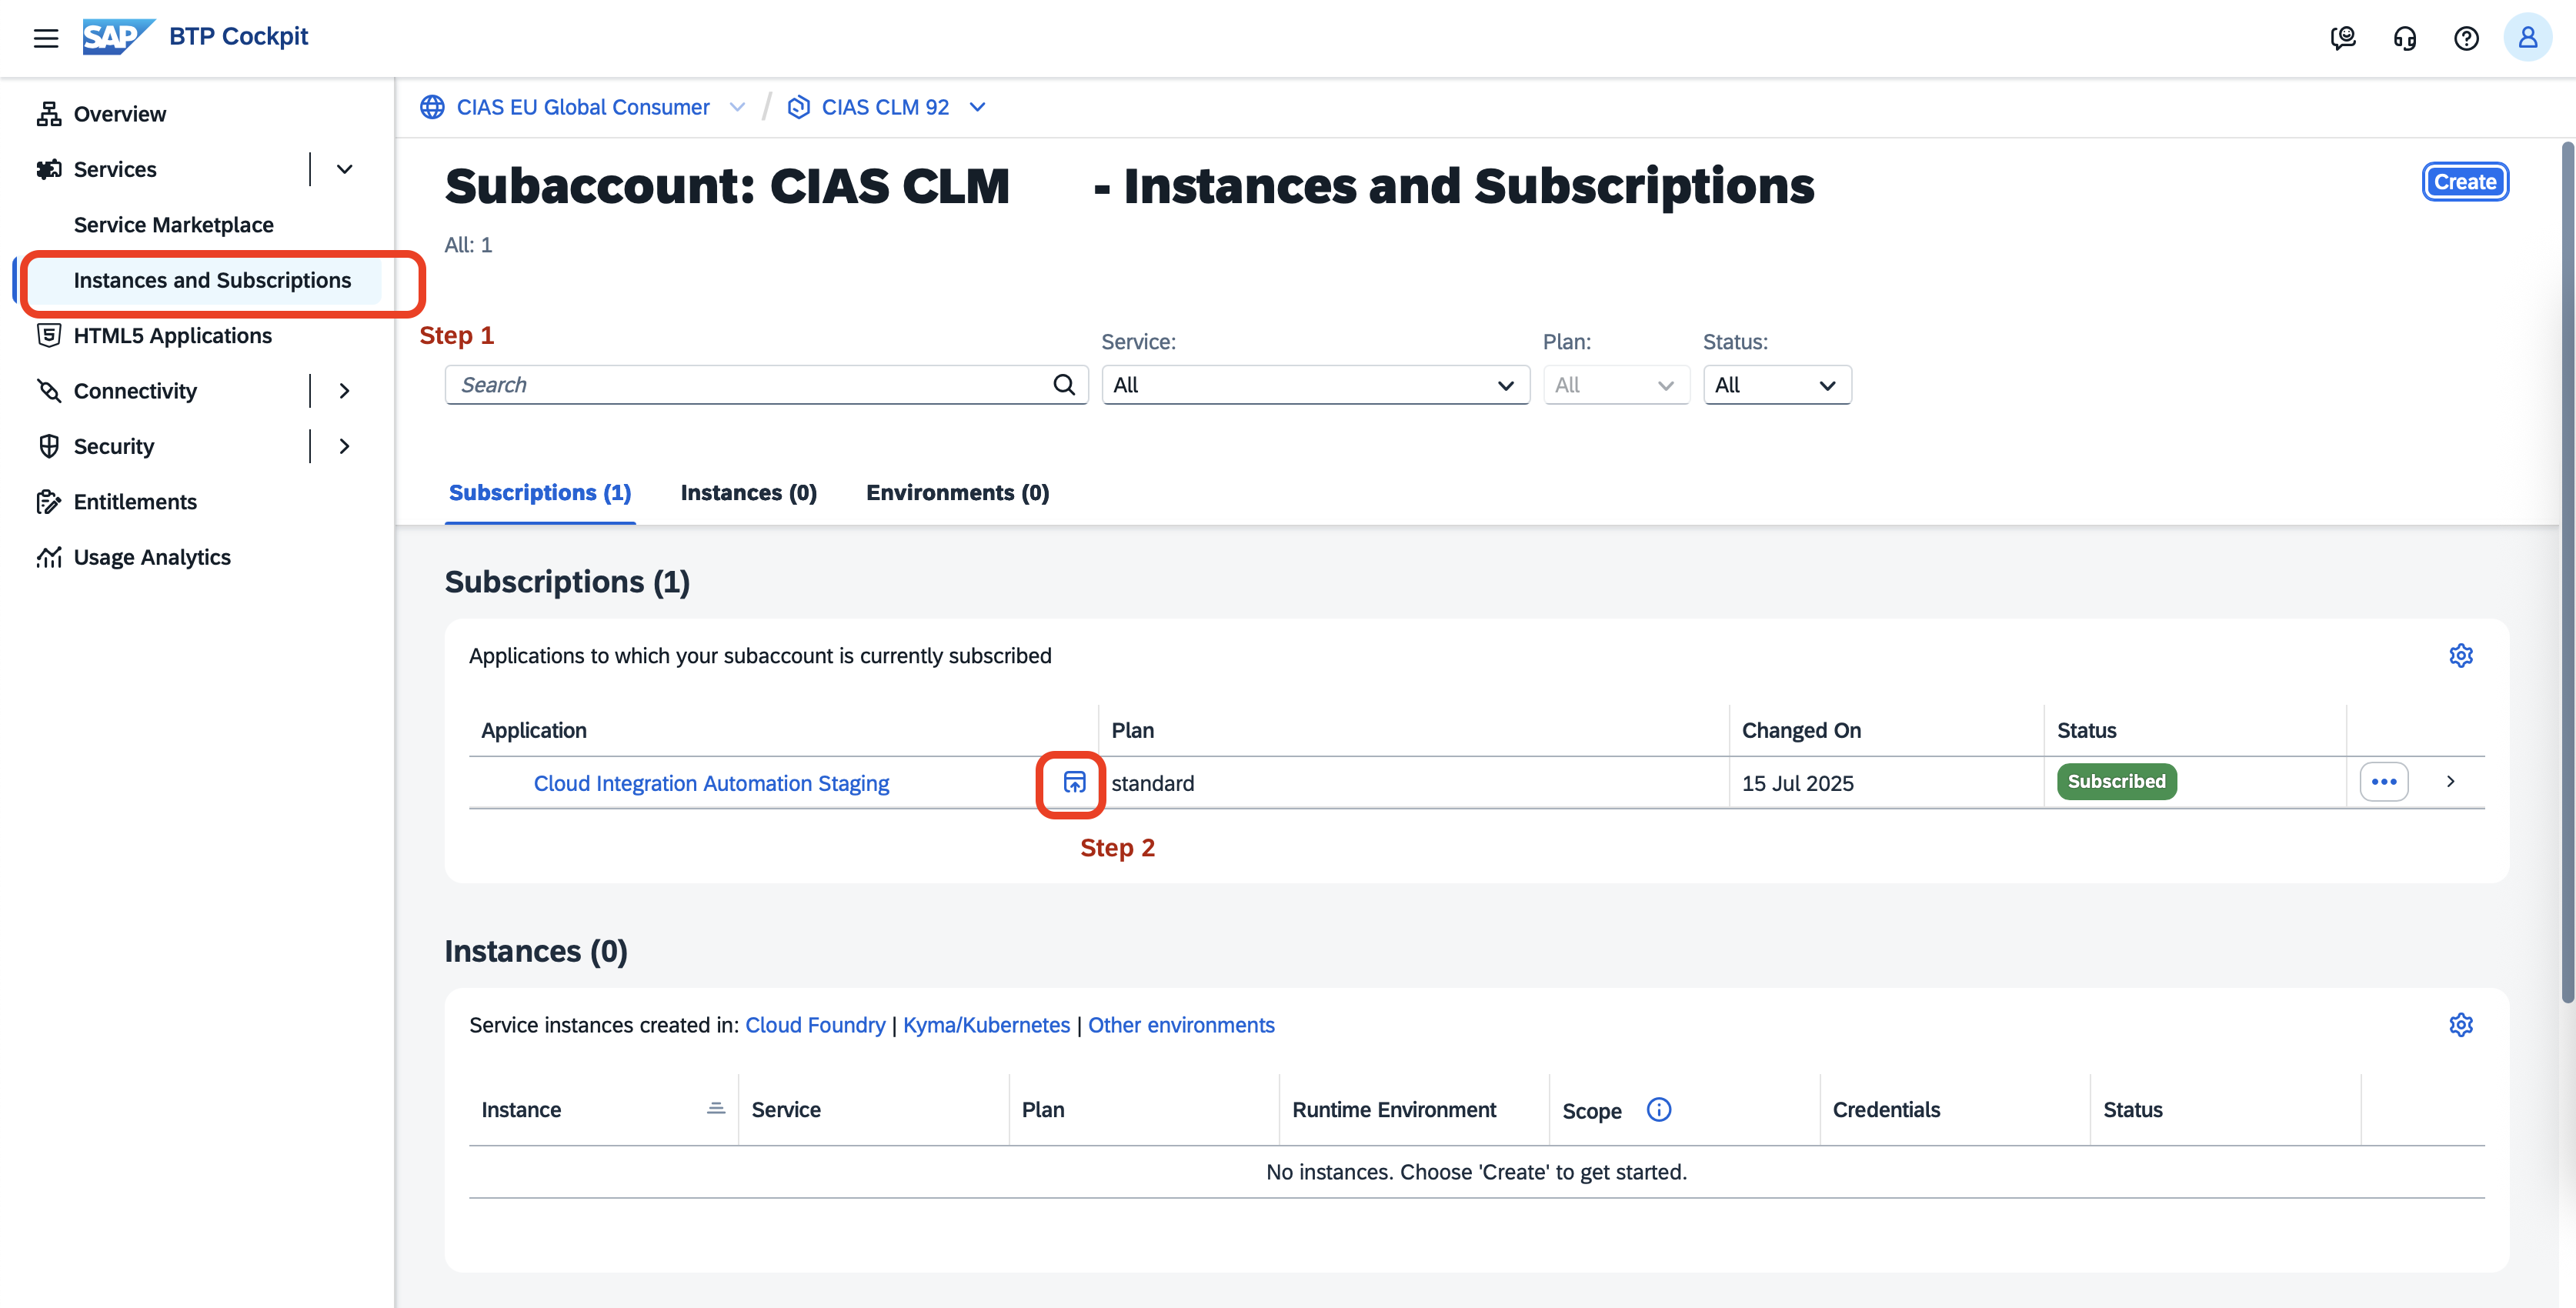 SAP BTP Cockpit
Overview
Services
Service Marketplace
Instances and Subscriptions
HTML5 Applications
Connectivity
Security
Entitlements
Usage Analytics
CIAS EU Global Consumer / CIAS CLM 92
Subaccount: CIAS CLM - Instances and Subscriptions
Create
All: 1
Step 1
Service: Plan: Status:
Search All All All
Subscriptions (1) Instances (0) Environments (0)
Subscriptions (1)
Applications to which your subaccount is currently subscribed
Application Plan Changed On Status
Cloud Integration Automation Staging standard 15 Jul 2025 Subscribed
Step 2
Instances (0)
Service instances created in: Cloud Foundry | Kyma/Kubernetes | Other environments
Instance Service Plan Runtime Environment Scope Credentials Status
No instances. Choose 'Create' to get started.